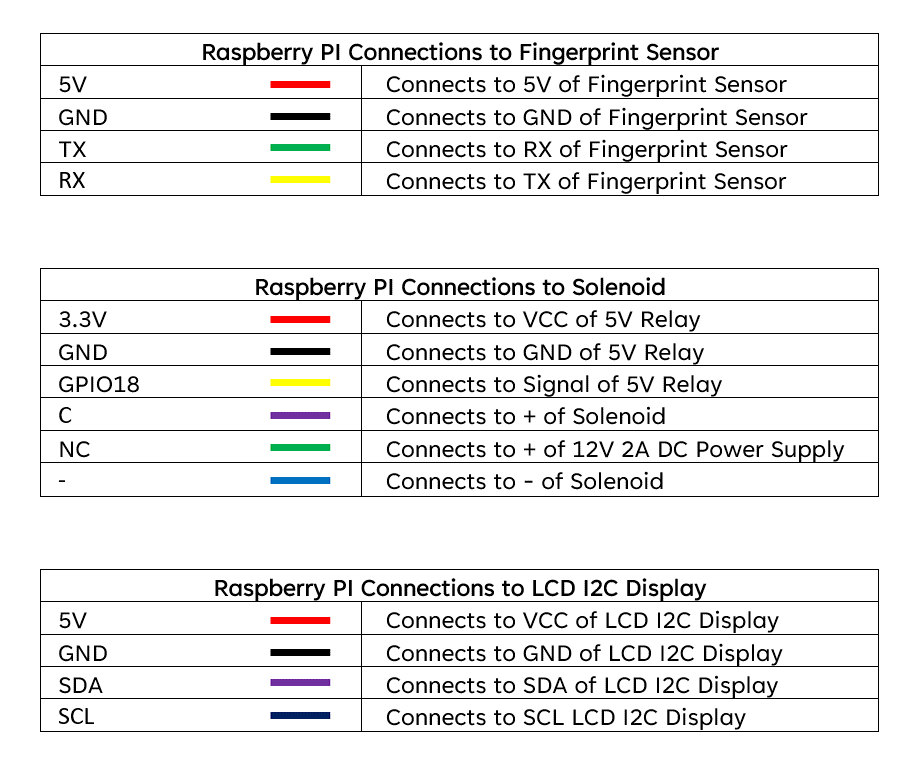 Raspberry PI Connections to Fingerprint Sensor
5V Connects to 5V of Fingerprint Sensor
GND Connects to GND of Fingerprint Sensor
TX Connects to RX of Fingerprint Sensor
RX Connects to TX of Fingerprint Sensor
Raspberry PI Connections to Solenoid
3.3V Connects to VCC of 5V Relay
GND Connects to GND of 5V Relay
GPIO18 Connects to Signal of 5V Relay
C Connects to + of Solenoid
NC Connects to + of 12V 2A DC Power Supply
- Connects to - of Solenoid
Raspberry PI Connections to LCD I2C Display
5V Connects to VCC of LCD I2C Display
GND Connects to GND of LCD I2C Display
SDA Connects to SDA of LCD I2C Display
SCL Connects to SCL LCD I2C Display